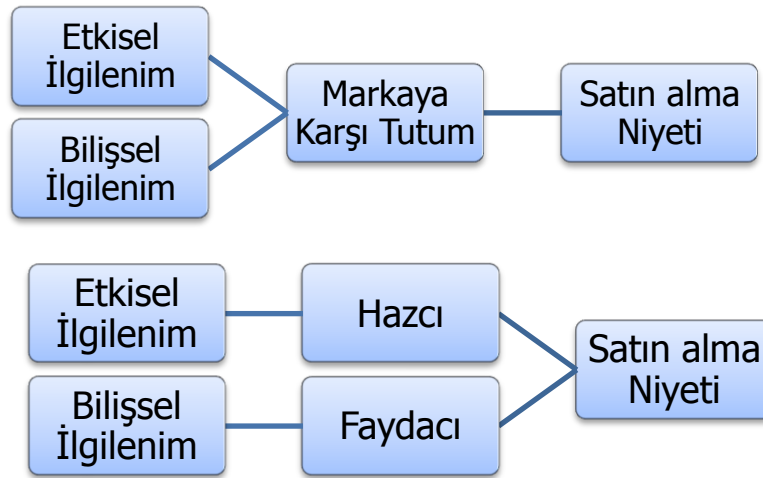 Etkisel
İlgilenim
Bilişsel
İlgilenim
Markaya
Karşı Tutum
Satın alma
Niyeti
Etkisel
İlgilenim
Hazcı
Bilişsel
İlgilenim
Faydacı
Satın alma
Niyeti